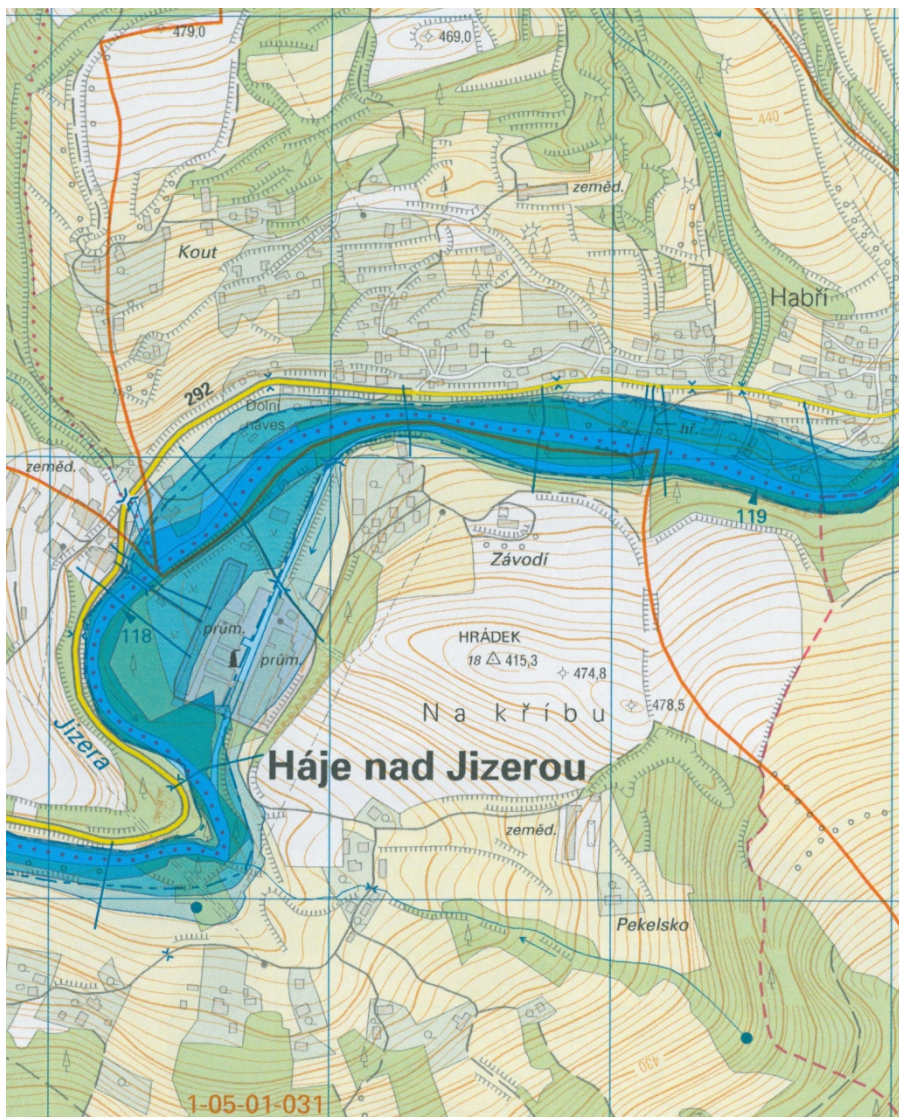 479,0
469,0
440
zeměd.
Kout
Habří
292
Dolní
náves
hř.
zeměd.
119
Závodí
118
prům.
prům.
HRÁDEK
18 415,3
474,8
478,5
Na kříbu
Jizera
Háje nad Jizerou
zeměd.
Pekelsko
430
1-05-01-031